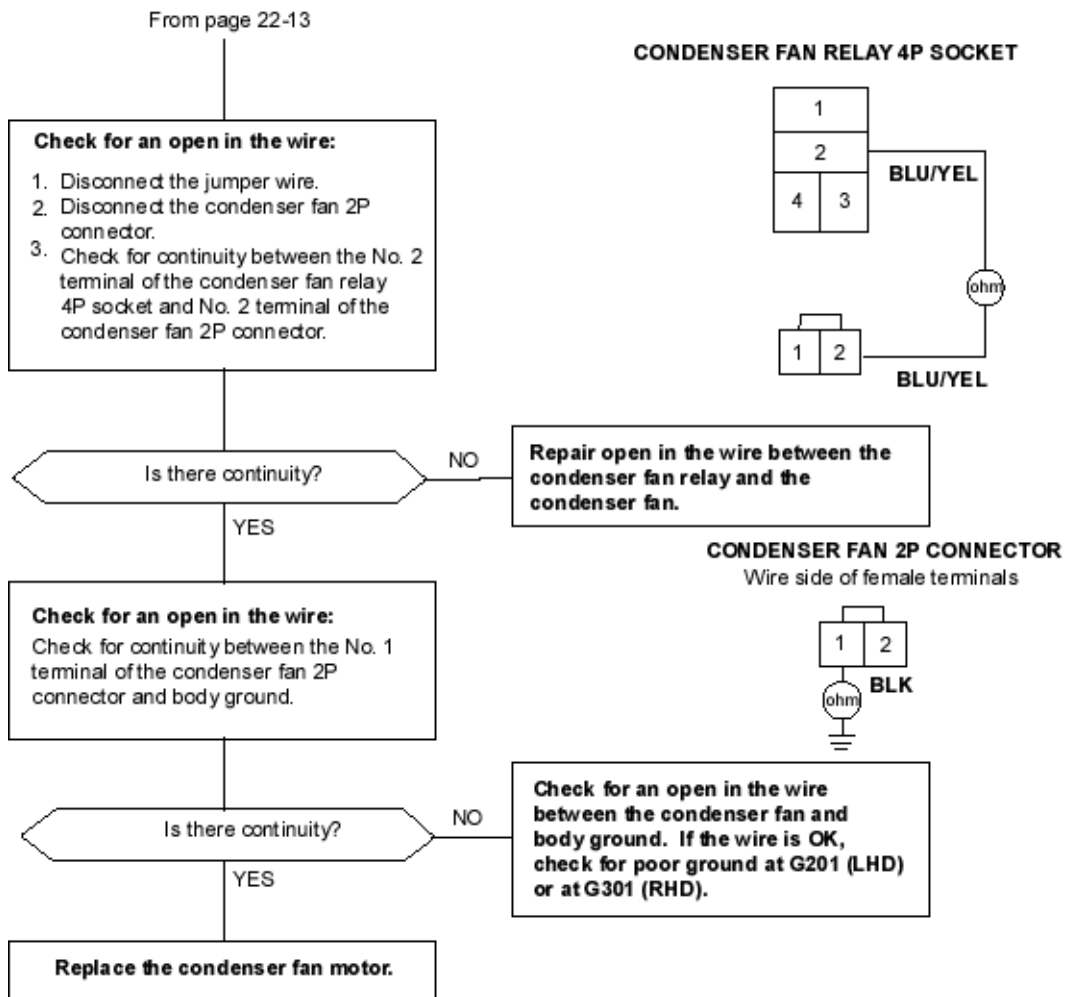 From page 22-13
CONDENSER FAN RELAY 4P SOCKET
1
2
4 3
BLU/YEL
ohm
1 2
BLU/YEL
Check for an open in the wire:
1. Disconnect the jumper wire.
2. Disconnect the condenser fan 2P
connector.
3. Check for continuity between the No. 2
terminal of the condenser fan relay
4P socket and No. 2 terminal of the
condenser fan 2P connector.
Is there continuity?
NO
Repair open in the wire between the
condenser fan relay and the
condenser fan.
YES
CONDENSER FAN 2P CONNECTOR
Wire side of female terminals
1 2
BLK
ohm
Check for an open in the wire:
Check for continuity between the No. 1
terminal of the condenser fan 2P
connector and body ground.
Is there continuity?
NO
Check for an open in the wire
between the condenser fan and
body ground. If the wire is OK,
check for poor ground at G201 (LHD)
or at G301 (RHD).
YES
Replace the condenser fan motor.